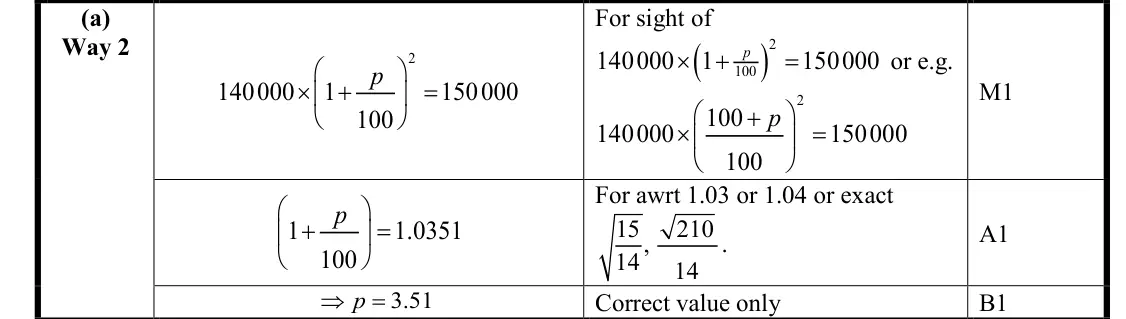 (a)
Way 2
140000×(1+p/100)² =150000
For sight of
140000×(1+p/100)² =150000 or e.g.
140000×((100+p)/100)² =150000
M1
(1+p/100)=1.0351
For awrt 1.03 or 1.04 or exact
√(15/14), √210/14.
A1
⇒ p = 3.51
Correct value only
B1